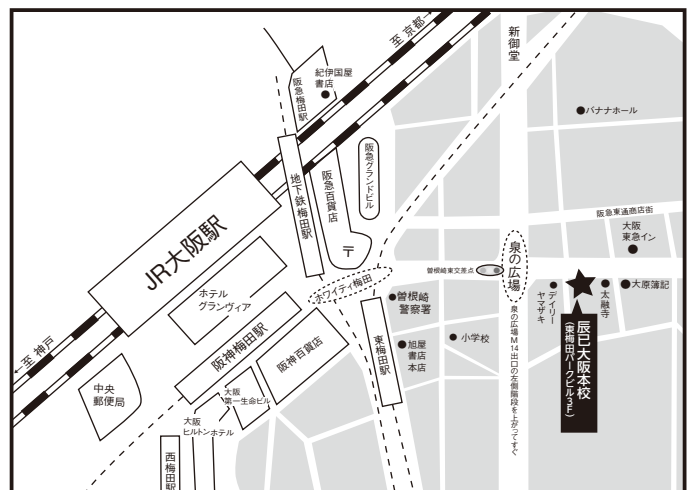 至 京都→
新御堂
紀伊国屋
書店
阪急梅田駅
バナナホール
阪急グランドビル
地下鉄梅田駅
阪急百貨店
阪急東通商店街
大阪
東急イン
JR大阪駅
〒
泉の広場
曽根崎東交差点
ホワイティ梅田
ホテル
グランヴィア
曽根崎
警察署
デイリー
ヤマザキ
太融寺
大原簿記
←至 神戸
阪神梅田駅
阪神百貨店
東梅田駅
旭屋
書店
本店
小学校
泉の広場M14出口の左側階段を上がってすぐ
辰已大阪本校
(東梅田パークビル3F)
中央
郵便局
大阪
第一生命ビル
大阪
ヒルトンホテル
西梅田駅